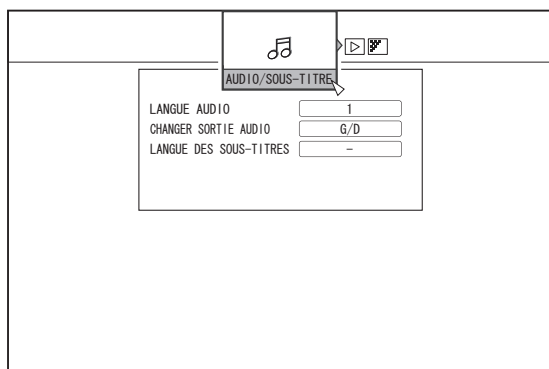 AUDIO/SOUS-TITRE
LANGUE AUDIO 1
CHANGER SORTIE AUDIO G/D
LANGUE DES SOUS-TITRES -